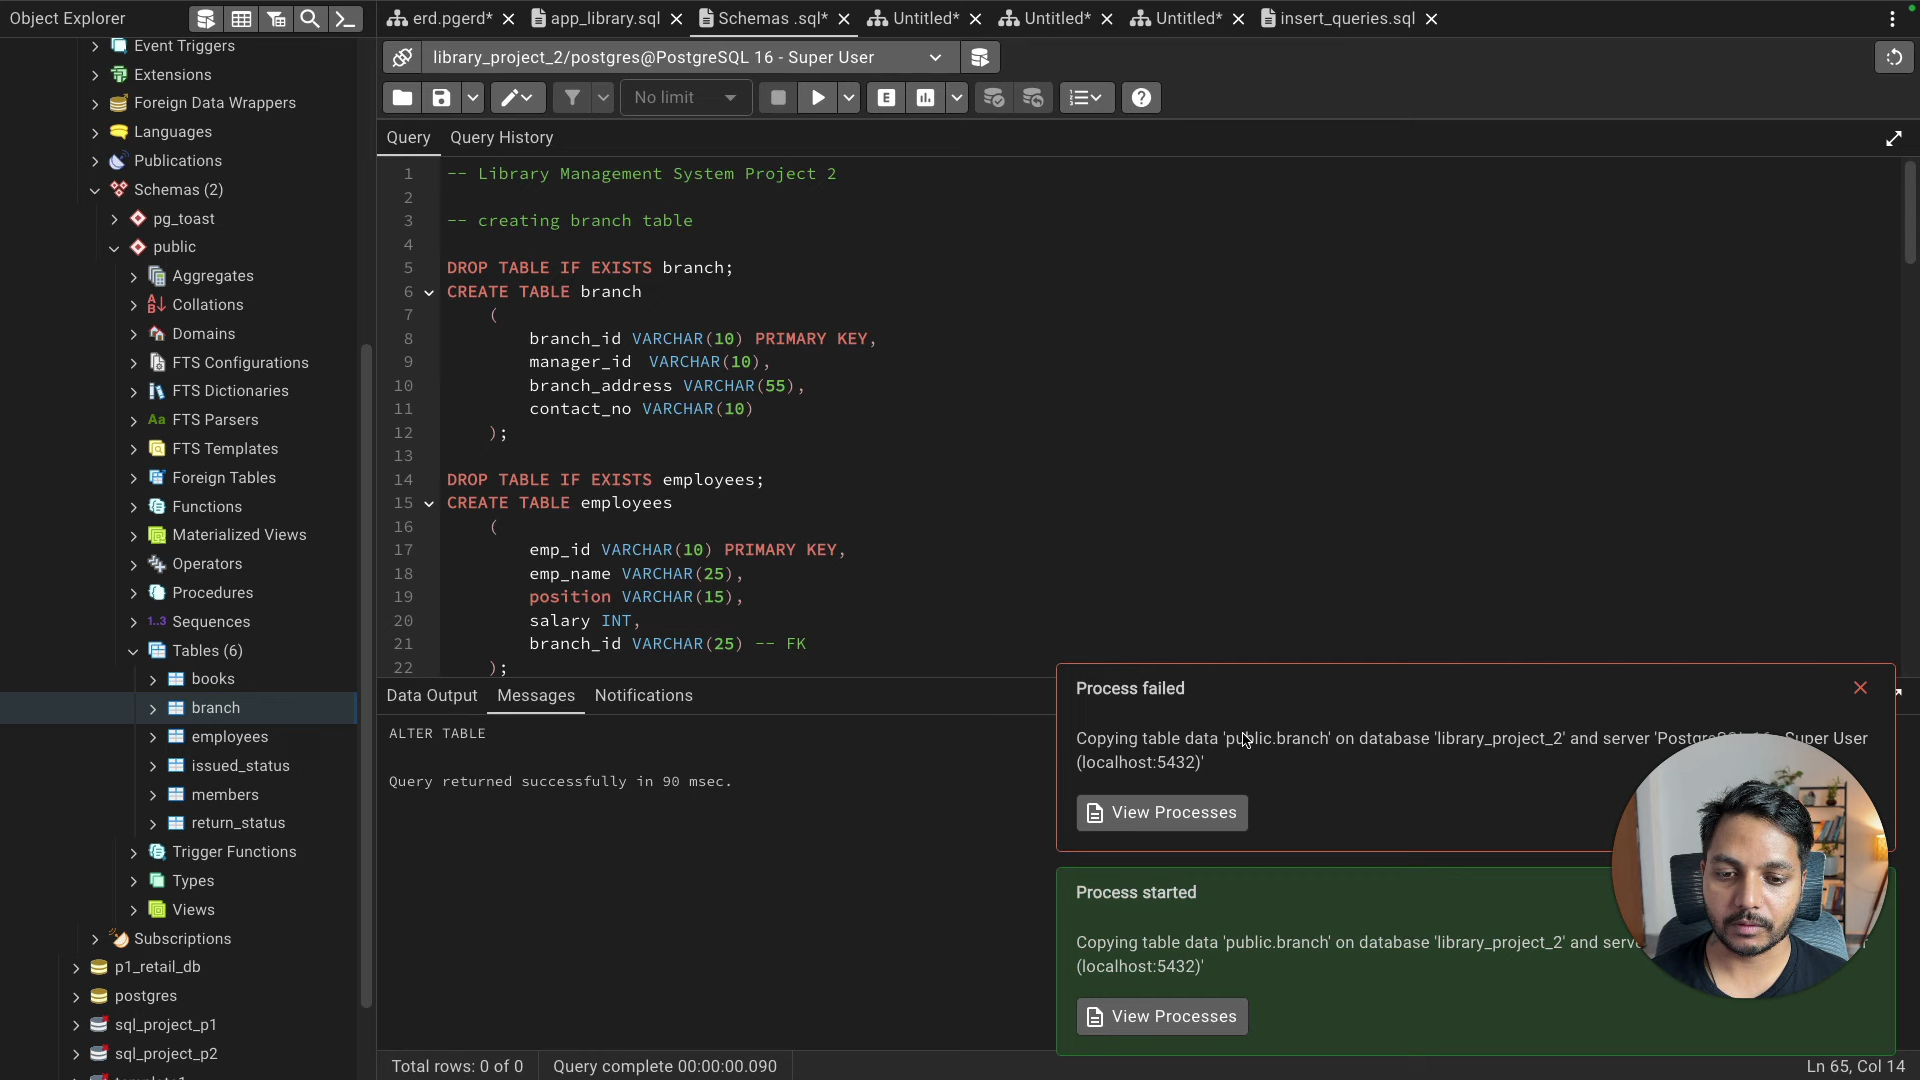 Object Explorer
erd.pgerd*
app_library.sql
Schemas .sql*
Untitled*
Untitled*
Untitled*
insert_queries.sql
library_project_2/postgres@PostgreSQL 16 - Super User
No limit
E
Query
Query History
Event Triggers
Extensions
Foreign Data Wrappers
Languages
Publications
Schemas (2)
pg_toast
public
Aggregates
Collations
Domains
FTS Configurations
FTS Dictionaries
Aa FTS Parsers
FTS Templates
Foreign Tables
Functions
Materialized Views
Operators
Procedures
1..3 Sequences
Tables (6)
books
branch
employees
issued_status
members
return_status
Trigger Functions
Types
Views
Subscriptions
p1_retail_db
postgres
sql_project_p1
sql_project_p2
1 -- Library Management System Project 2
2
3 -- creating branch table
4
5 DROP TABLE IF EXISTS branch;
6 CREATE TABLE branch
7 (
8 branch_id VARCHAR(10) PRIMARY KEY,
9 manager_id VARCHAR(10),
10 branch_address VARCHAR(55),
11 contact_no VARCHAR(10)
12 );
13
14 DROP TABLE IF EXISTS employees;
15 CREATE TABLE employees
16 (
17 emp_id VARCHAR(10) PRIMARY KEY,
18 emp_name VARCHAR(25),
19 position VARCHAR(15),
20 salary INT,
21 branch_id VARCHAR(25) -- FK
22 );
Data Output
Messages
Notifications
ALTER TABLE
Query returned successfully in 90 msec.
Process failed
Copying table data 'public.branch' on database 'library_project_2' and server Super User
(localhost:5432)'
View Processes
Process started
Copying table data 'public.branch' on database 'library_project_2' and
(localhost:5432)'
View Processes
Total rows: 0 of 0
Query complete 00:00:00.090
Ln 65, Col 14